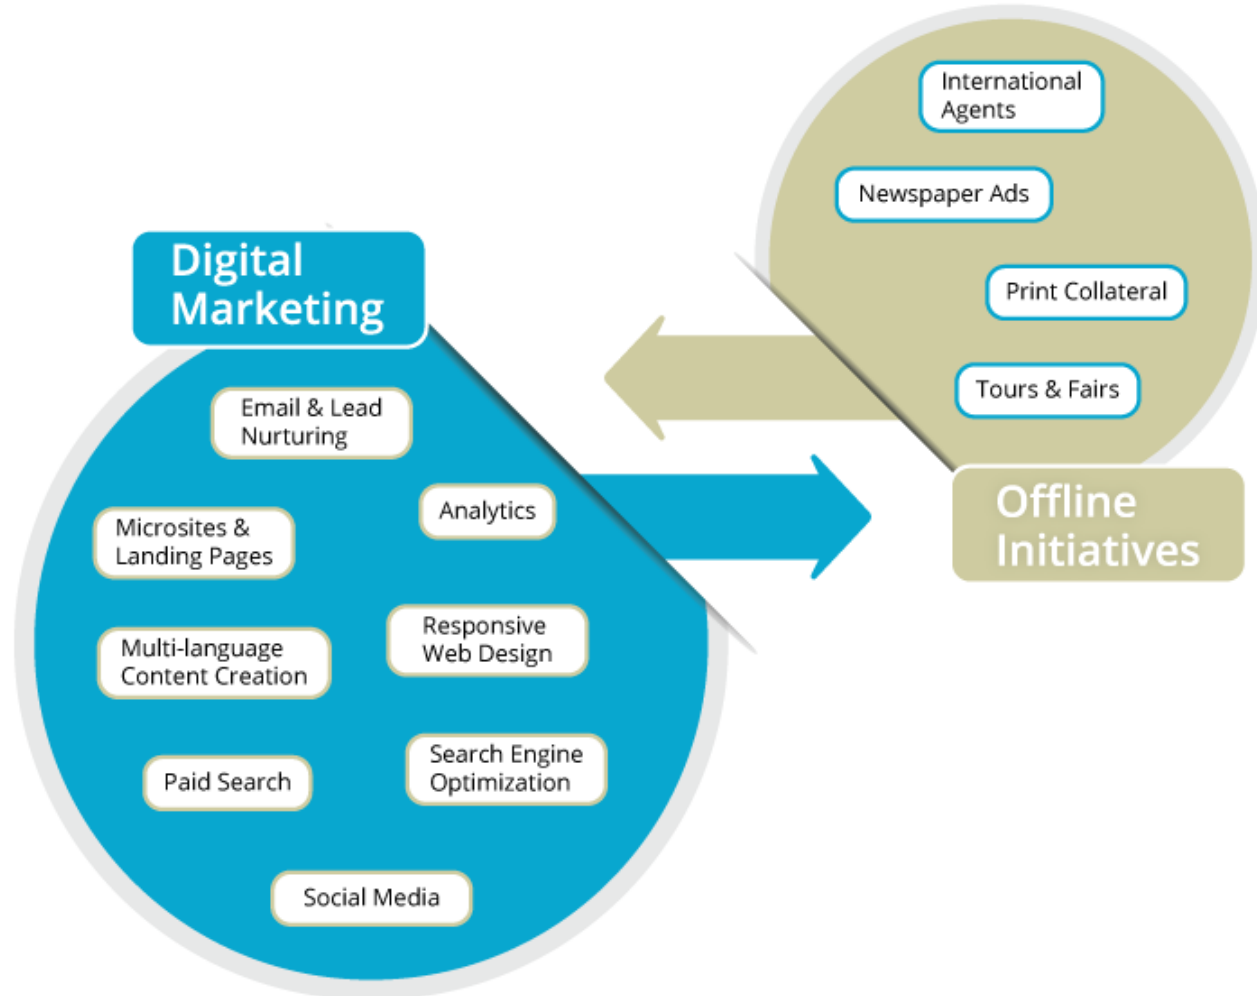 Digital
Marketing
Email & Lead
Nurturing
Analytics
Microsites &
Landing Pages
Responsive
Web Design
Multi-language
Content Creation
Search Engine
Optimization
Paid Search
Social Media
International
Agents
Newspaper Ads
Print Collateral
Tours & Fairs
Offline
Initiatives